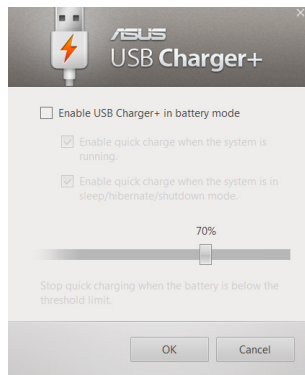 ASUS
USB Charger+
Enable USB Charger+ in battery mode
Enable quick charge when the system is
running.
Enable quick charge when the system is in
sleep/hibernate/shutdown mode.
70%
Stop quick charging when the battery is below the
threshold limit.
OK Cancel